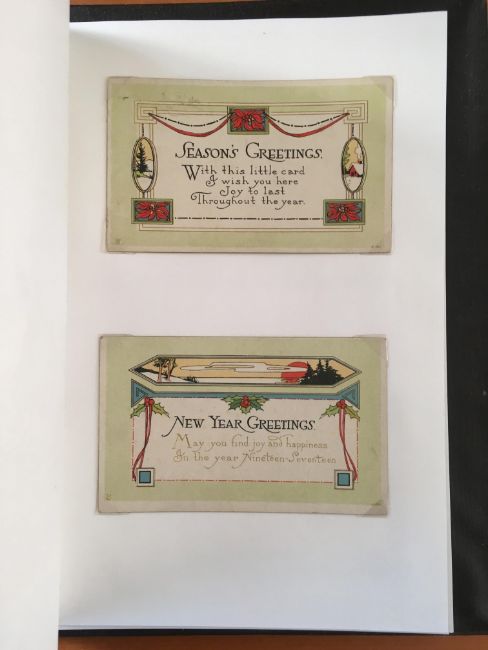 SEASON'S GREETINGS.
With this little card
I wish you here
Joy to last
Throughout the year.
NEW YEAR GREETINGS.
May you find joy and happiness
In the year Nineteen-Seventeen